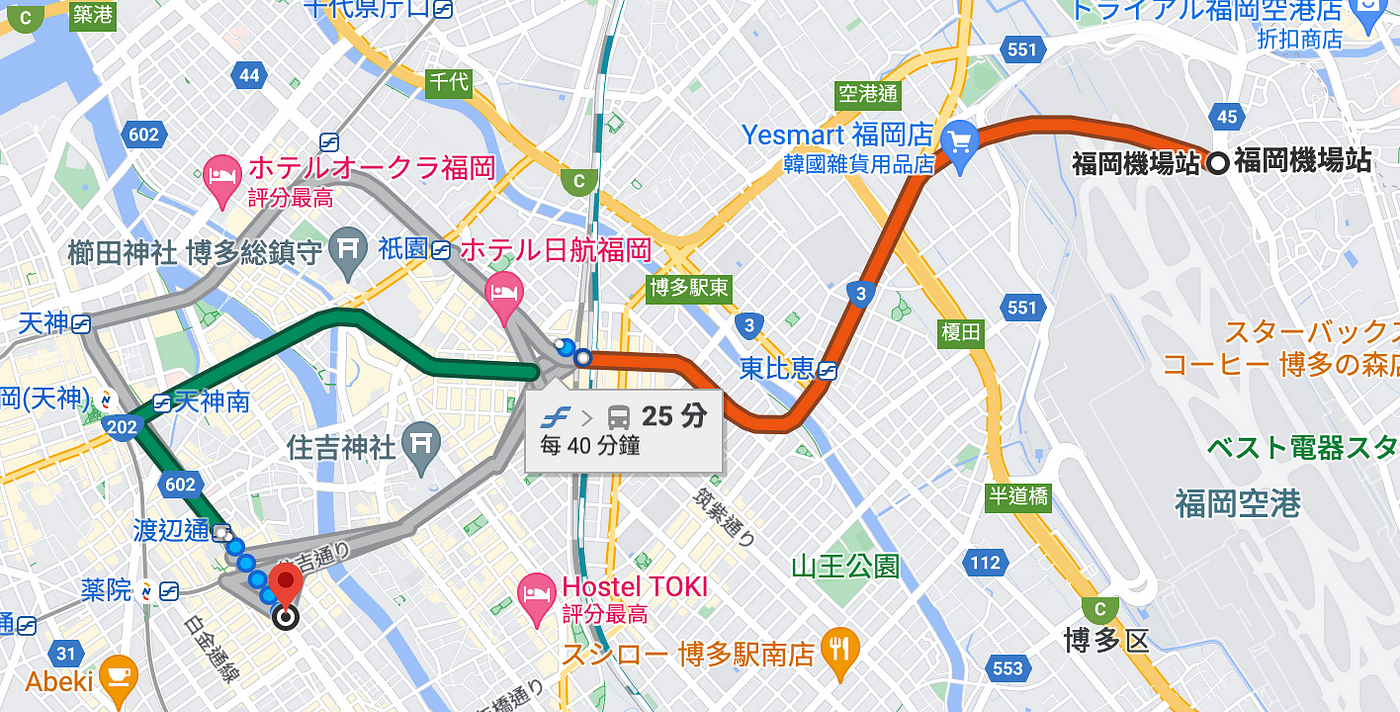 千代県庁口
C
築港
トライアル福岡空港店
折扣商店
551
44
千代
空港通
45
602
Yesmart 福岡店
韓國雜貨用品店
福岡機場站
福岡機場站
C
ホテルオークラ福岡
評分最高
櫛田神社 博多総鎮守
祇園
ホテル日航福岡
博多駅東
3
551
3
榎田
天神
スターバックス
コーヒー 博多の森店
東比恵
岡(天神)
天神南
202
25 分
每 40 分鐘
住吉神社
ベスト電器スタ
602
半道橋
福岡空港
筑紫通り
渡辺通
住吉通り
山王公園
112
薬院
Hostel TOKI
評分最高
C
博多区
通
31
白金通線
スシロー 博多駅南店
553
Abeki
橋通り